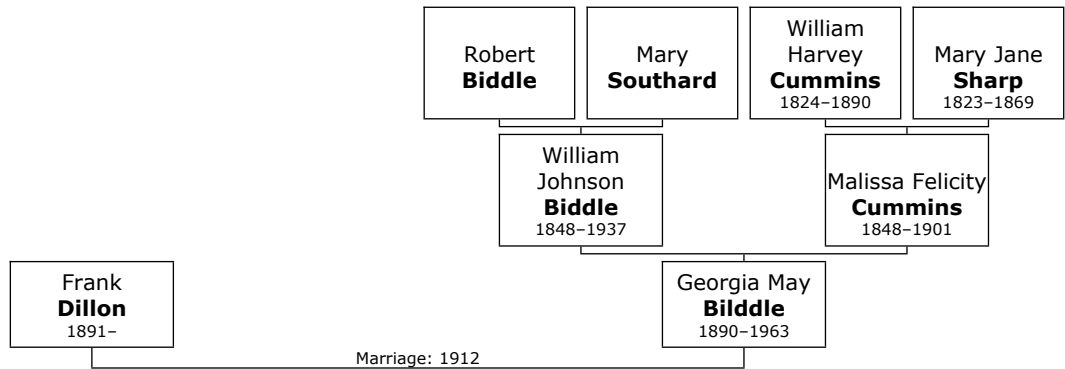 Robert
Biddle
Mary
Southard
William
Harvey
Cummins
1824–1890
Mary Jane
Sharp
1823–1869
William
Johnson
Biddle
1848–1937
Malissa Felicity
Cummins
1848–1901
Frank
Dillon
1891–
Georgia May
Bilddle
1890–1963
Marriage: 1912